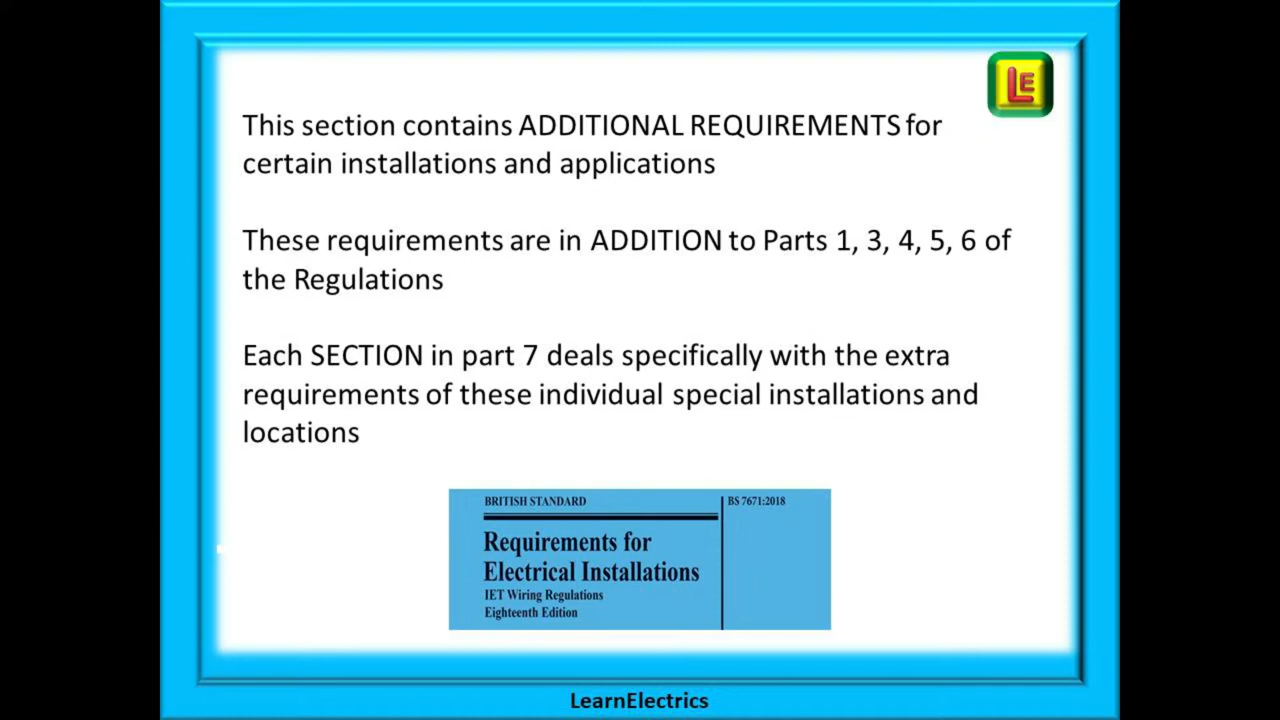 LE
This section contains ADDITIONAL REQUIREMENTS for
certain installations and applications
These requirements are in ADDITION to Parts 1, 3, 4, 5, 6 of
the Regulations
Each SECTION in part 7 deals specifically with the extra
requirements of these individual special installations and
locations
BRITISH STANDARD
BS 7671:2018
Requirements for
Electrical Installations
IET Wiring Regulations
Eighteenth Edition
LearnElectrics